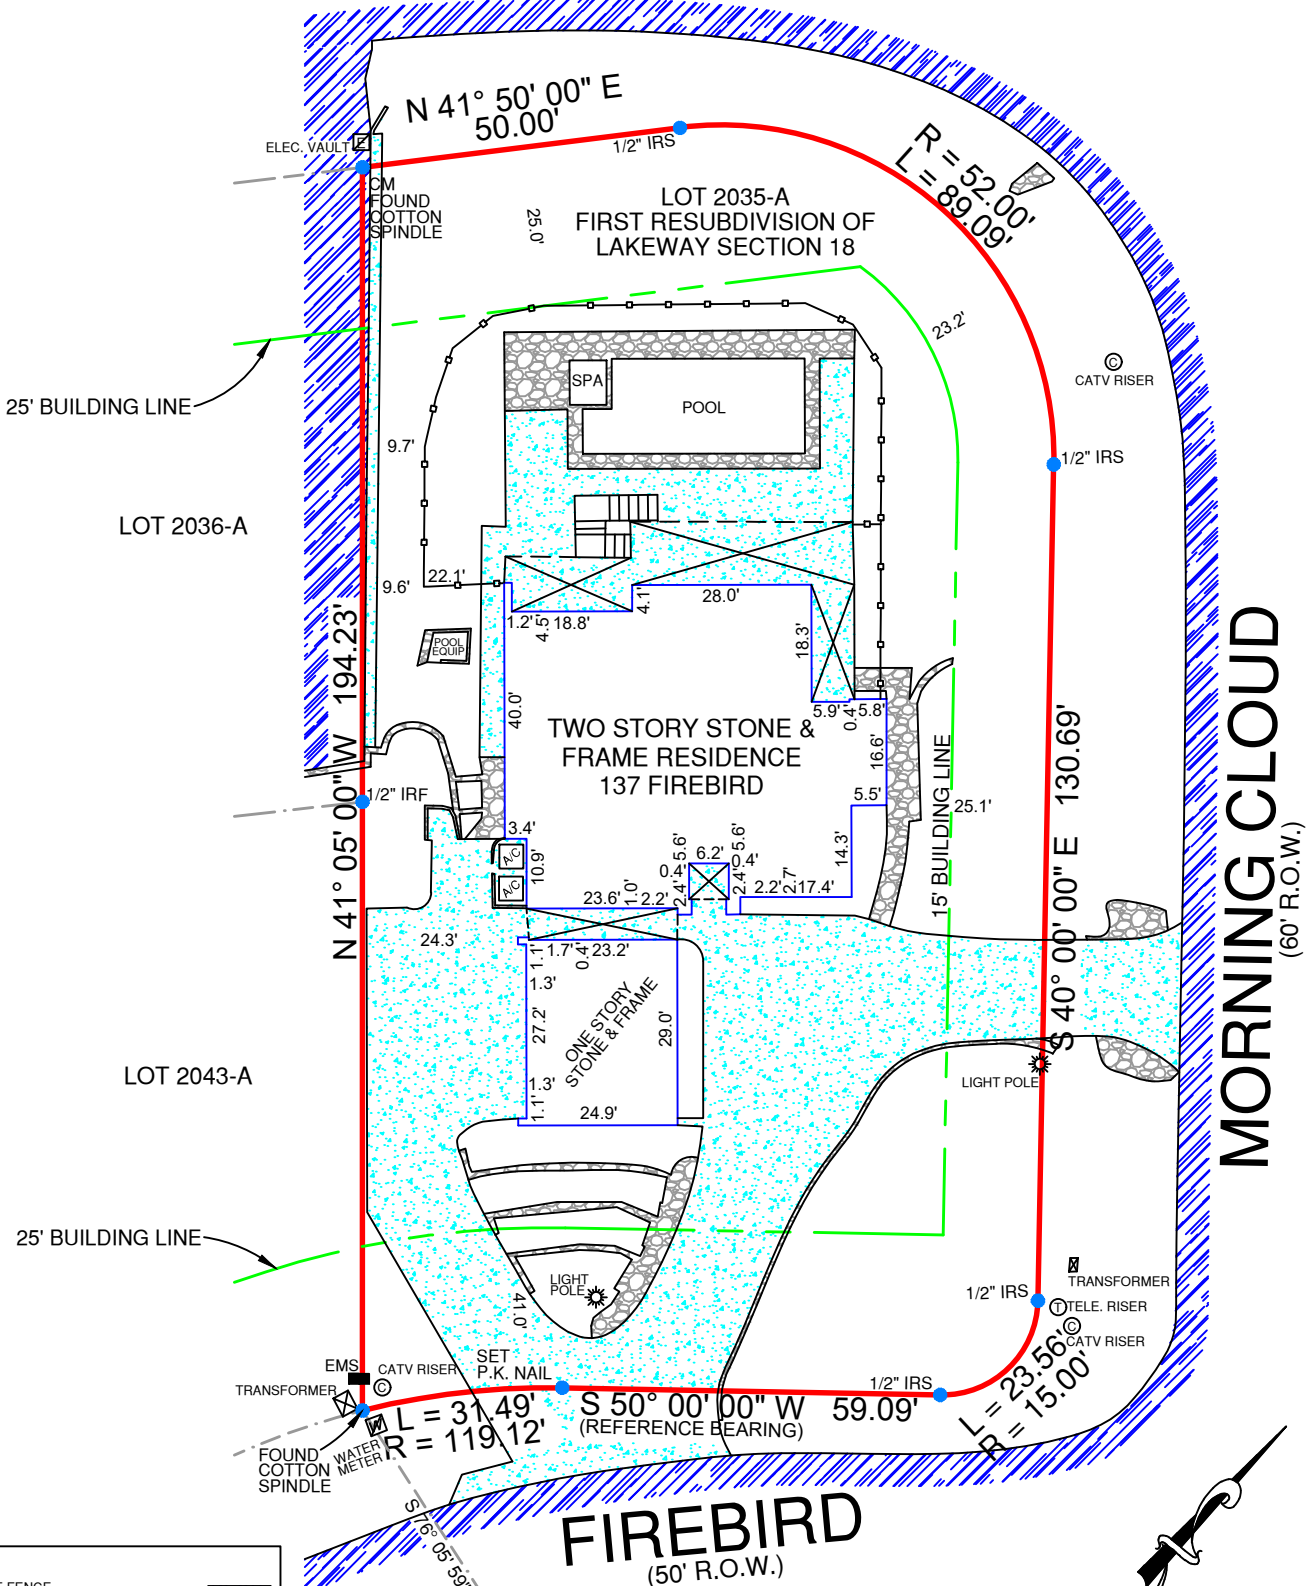 N 41° 50' 00" E
50.00'
1/2" IRS
R = 52.00'
L = 89.09'
ELEC. VAULT
E
CM
FOUND
COTTON
SPINDLE
25.0'
LOT 2035-A
FIRST RESUBDIVISION OF
LAKEWAY SECTION 18
23.2'
C
CATV RISER
25' BUILDING LINE
SPA
POOL
9.7'
1/2" IRS
LOT 2036-A
9.6'
22.1'
1.2'
4.5'
18.8'
4.1'
28.0'
18.3'
POOL
EQUIP
N 41° 05' 00" W 194.23'
40.0'
5.9'
0.4'
5.8'
TWO STORY STONE &
FRAME RESIDENCE
137 FIREBIRD
16.6'
5.5'
1/2" IRF
15' BUILDING LINE
25.1'
S 40° 00' 00" E 130.69'
MORNING CLOUD
(60' R.O.W.)
3.4'
A/C
A/C
10.9'
23.6'
1.0'
2.2'
2.4'
0.4'
5.6'
6.2'
5.6'
0.4'
2.4'
2.2'
2.7'
17.4'
14.3'
24.3'
1.1'
1.7'
0.4'
23.2'
1.3'
27.2'
ONE STORY
STONE & FRAME
29.0'
1.3'
1.1'
24.9'
LOT 2043-A
LIGHT POLE
25' BUILDING LINE
LIGHT
POLE
41.0'
TRANSFORMER
1/2" IRS
T
TELE. RISER
C
CATV RISER
EMS
CATV RISER
C
SET
P.K. NAIL
TRANSFORMER
1/2" IRS
L = 23.56'
R = 15.00'
L = 31.49'
R = 119.12'
S 50° 00' 00" W 59.09'
(REFERENCE BEARING)
W
WATER
METER
FOUND
COTTON
SPINDLE
S 76° 05' 59"
FIREBIRD
(50' R.O.W.)
FENCE